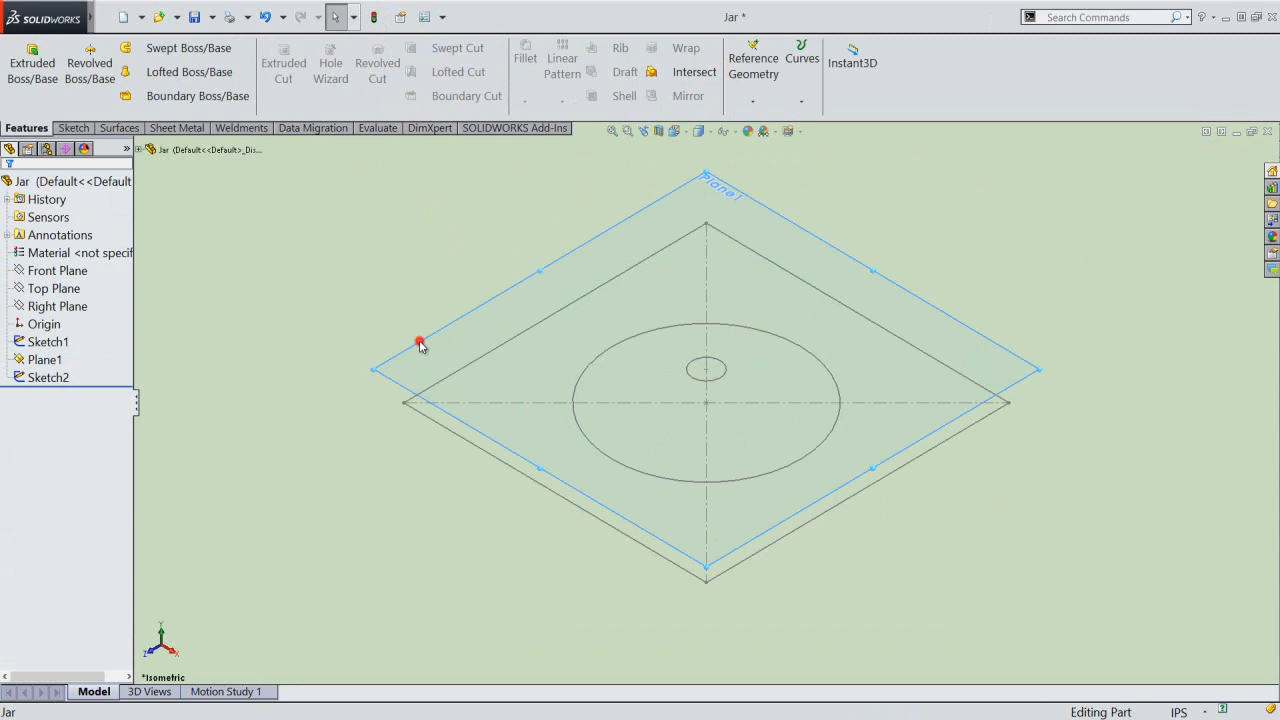 SOLIDWORKS
Jar *
Search Commands
Extruded Boss/Base
Revolved Boss/Base
Swept Boss/Base
Lofted Boss/Base
Boundary Boss/Base
Extruded Cut
Hole Wizard
Revolved Cut
Swept Cut
Lofted Cut
Boundary Cut
Fillet
Linear Pattern
Rib
Draft
Shell
Wrap
Intersect
Mirror
Reference Geometry
Curves
Instant3D
Features
Sketch
Surfaces
Sheet Metal
Weldments
Data Migration
Evaluate
DimXpert
SOLIDWORKS Add-Ins
Jar (Default<<Default>_Dis...
Jar (Default<<Default
History
Sensors
Annotations
Material <not specif
Front Plane
Top Plane
Right Plane
Origin
Sketch1
Plane1
Sketch2
Plane1
Y
Z
X
*Isometric
Model
3D Views
Motion Study 1
Jar
Editing Part
IPS